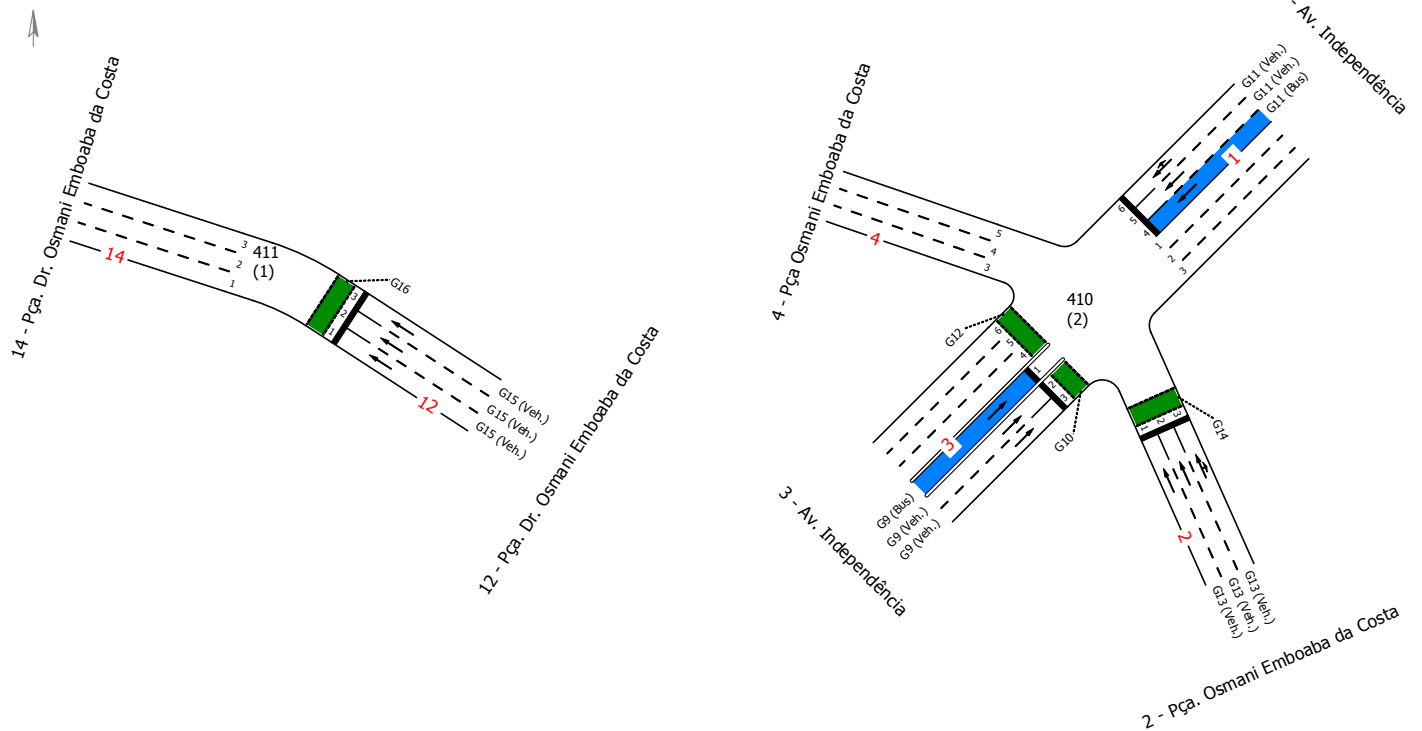 14 - Pça. Dr. Osmani Emboaba da Costa
14
3
2
1
411
(1)
G16
3
2
1
12
G15 (Veh.)
G15 (Veh.)
G15 (Veh.)
12 - Pça. Dr. Osmani Emboaba da Costa
4 - Pça Osmani Emboaba da Costa
4
5
4
3
- Av. Independência
G11 (Veh.)
G11 (Veh.)
G11 (Bus)
1
6
5
4
1
2
3
410
(2)
G12
6
5
4
1
2
3
G10
3
G9 (Bus)
G9 (Veh.)
G9 (Veh.)
3 - Av. Independência
1
2
3
G14
2
G13 (Veh.)
G13 (Veh.)
G13 (Veh.)
2 - Pça. Osmani Emboaba da Costa